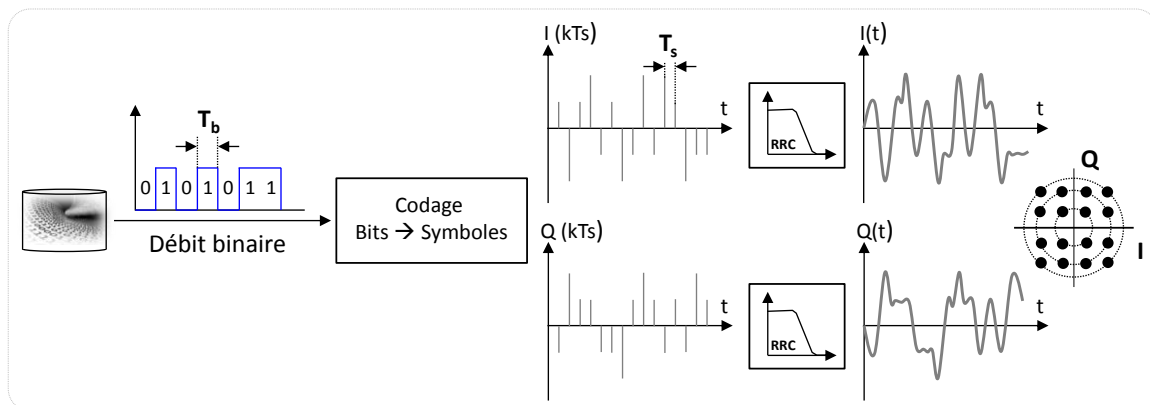 I (kTs)
T_s
t
RRC
I(t)
t
T_b
0 1 0 1 0 1 1
Débit binaire
Codage
Bits → Symboles
Q (kTs)
t
RRC
Q(t)
t
Q
I